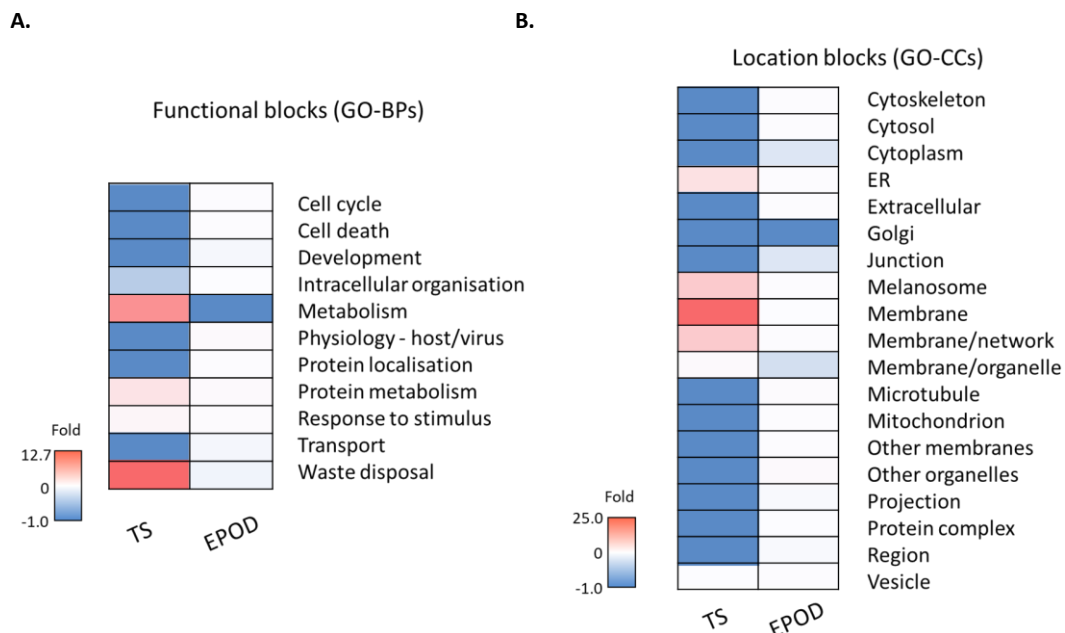 A.
Functional blocks (GO-BPs)
Cell cycle
Cell death
Development
Intracellular organisation
Metabolism
Physiology - host/virus
Protein localisation
Protein metabolism
Response to stimulus
Transport
Waste disposal
Fold
12.7
0
-1.0
TS
EPOD
B.
Location blocks (GO-CCs)
Cytoskeleton
Cytosol
Cytoplasm
ER
Extracellular
Golgi
Junction
Melanosome
Membrane
Membrane/network
Membrane/organelle
Microtubule
Mitochondrion
Other membranes
Other organelles
Projection
Protein complex
Region
Vesicle
Fold
25.0
0
-1.0
TS
EPOD